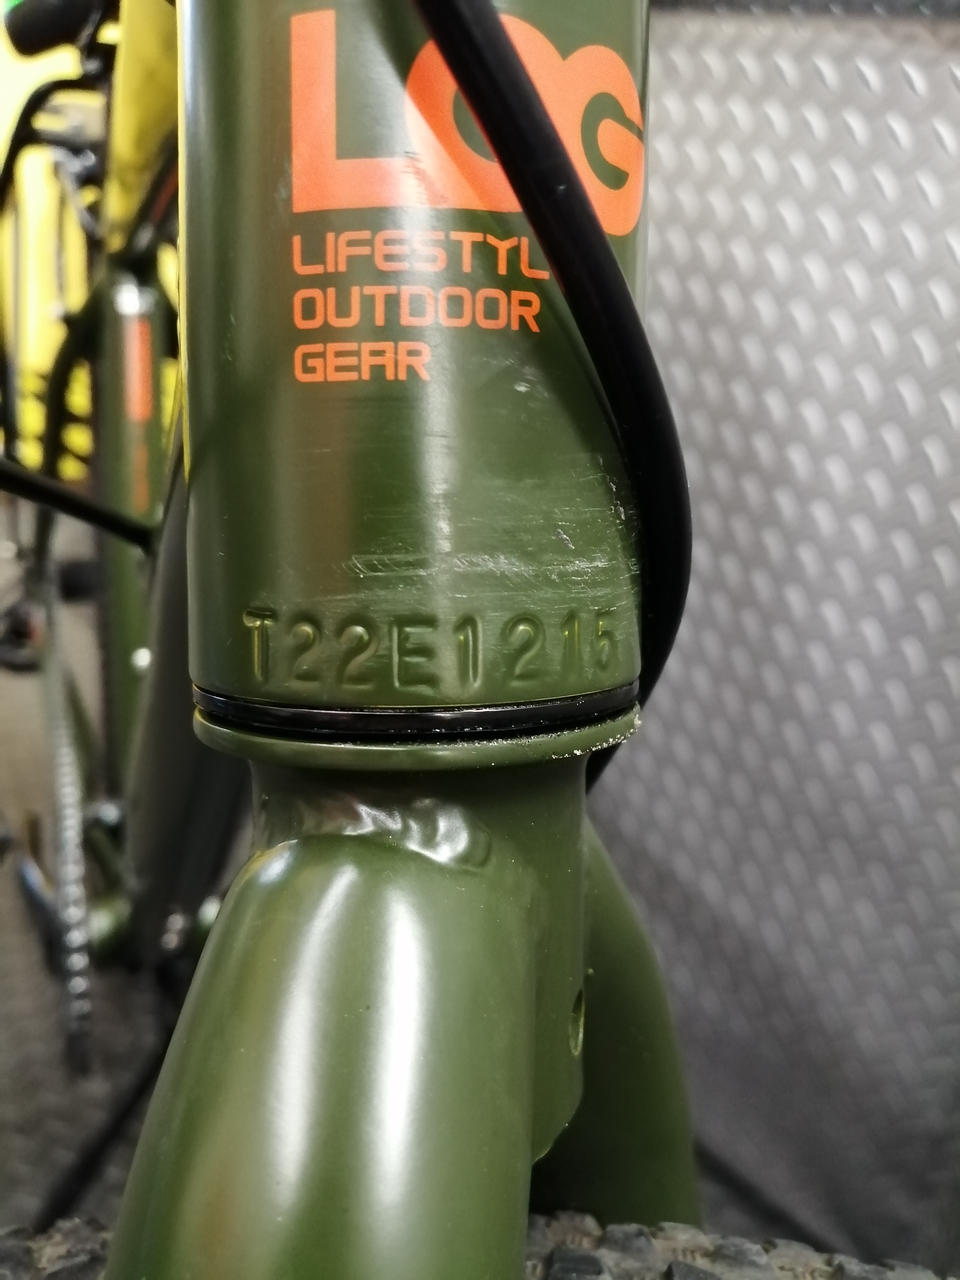 LOG
LIFESTYL
OUTDOOR
GEAR
T22E1215